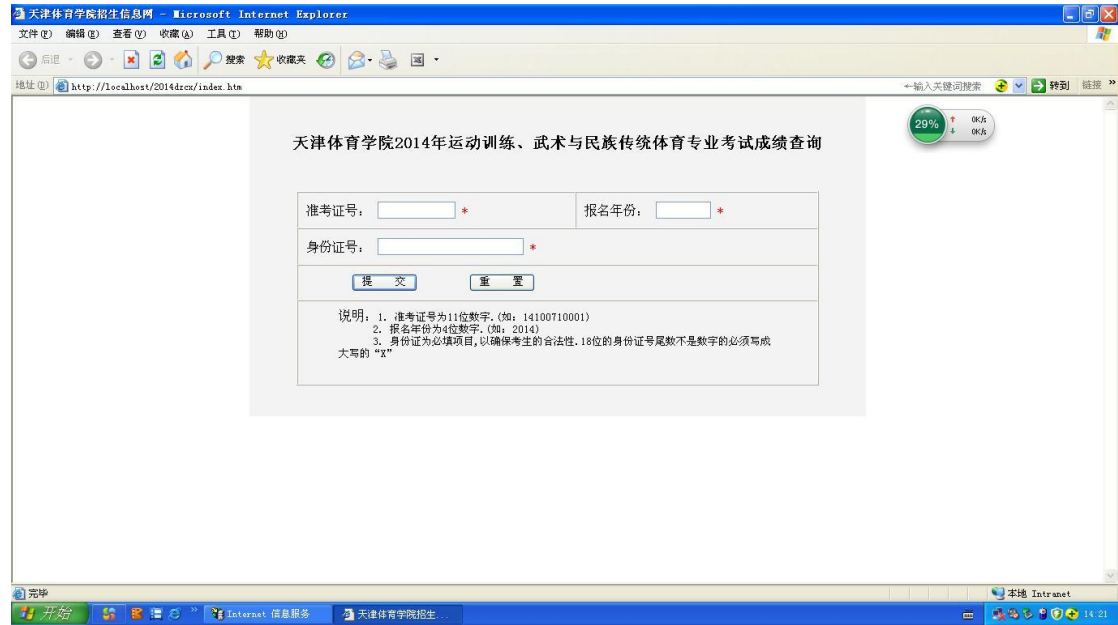 天津体育学院招生信息网 - Microsoft Internet Explorer
文件(F) 编辑(E) 查看(V) 收藏(A) 工具(T) 帮助(H)
后退 搜索 收藏夹
地址(D) http://localhost/2014dzcx/index.htm ←输入关键词搜索 转到 链接 »
29% ↑ 0K/s
↓ 0K/s
天津体育学院2014年运动训练、武术与民族传统体育专业考试成绩查询
准考证号： * 报名年份： *
身份证号： *
提 交 重 置
说明：1. 准考证号为11位数字.(如：14100710001)
2. 报名年份为4位数字.(如：2014)
3. 身份证为必填项目,以确保考生的合法性.18位的身份证号尾数不是数字的必须写成
大写的“X”
完毕 本地 Intranet
开始 » Internet 信息服务 天津体育学院招生... 14:21